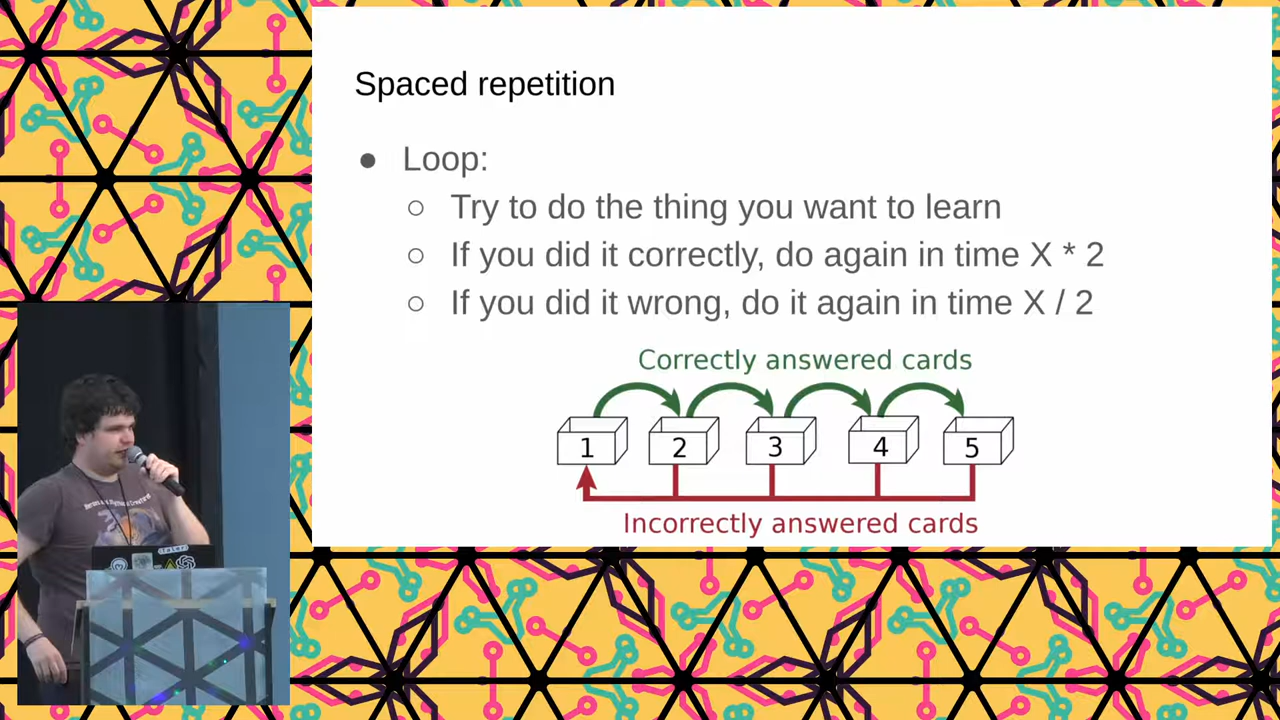 Spaced repetition
● Loop:
○ Try to do the thing you want to learn
○ If you did it correctly, do again in time X * 2
○ If you did it wrong, do it again in time X / 2
Correctly answered cards
1 2 3 4 5
Incorrectly answered cards